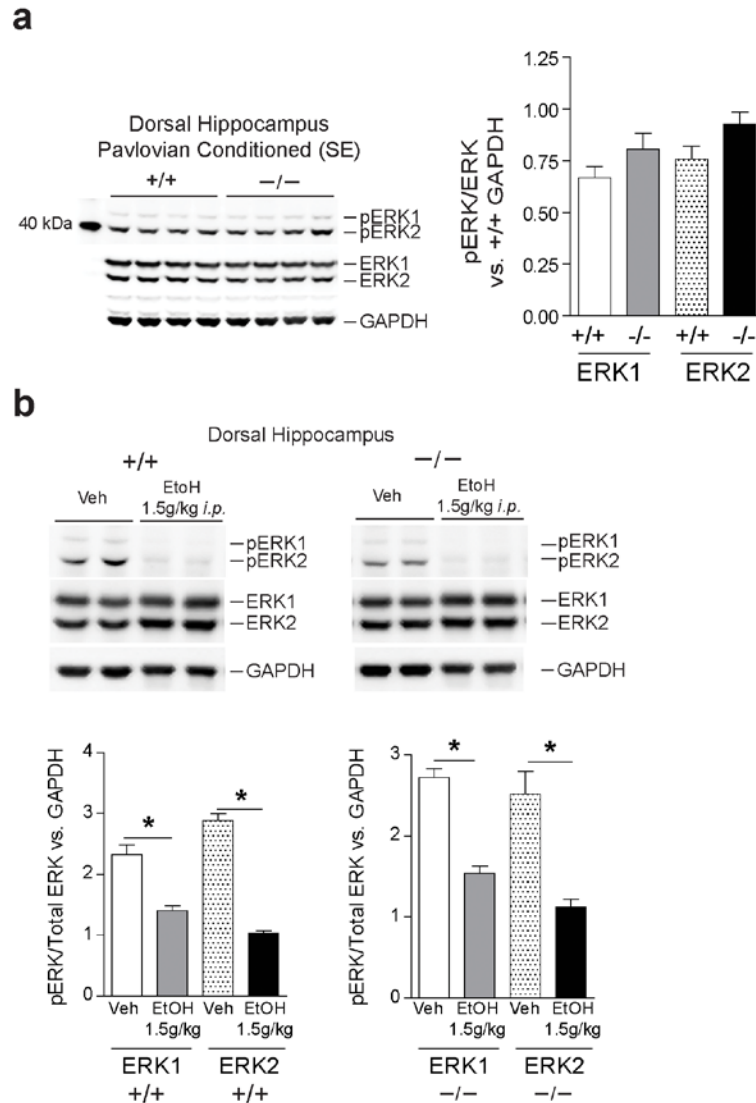 a
Dorsal Hippocampus
Pavlovian Conditioned (SE)
+/+ −/−
40 kDa
pERK1
pERK2
ERK1
ERK2
GAPDH
pERK/ERK
vs. +/+ GAPDH
1.25
1.00
0.75
0.50
0.25
0.00
+/+ -/- +/+ -/-
ERK1 ERK2
b
Dorsal Hippocampus
+/+
Veh
EtoH
1.5g/kg i.p.
pERK1
pERK2
ERK1
ERK2
GAPDH
−/−
Veh
EtoH
1.5g/kg i.p.
pERK1
pERK2
ERK1
ERK2
GAPDH
pERK/Total ERK vs. GAPDH
4
3
2
1
0
* *
Veh EtOH Veh EtOH
1.5g/kg 1.5g/kg
ERK1 ERK2
+/+ +/+
pERK/Total ERK vs. GAPDH
3
2
1
0
* *
Veh EtOH Veh EtOH
1.5g/kg 1.5g/kg
ERK1 ERK2
−/− −/−